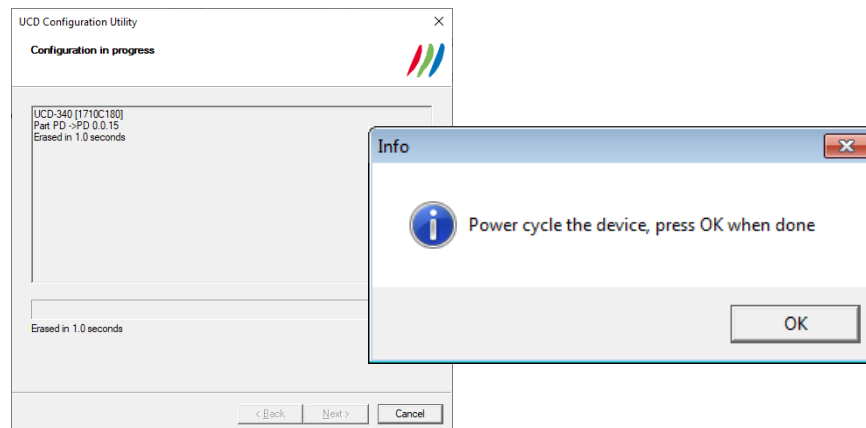 UCD Configuration Utility
Configuration in progress
UCD-340 [1710C180]
Part PD ->PD 0.0.15
Erased in 1.0 seconds
Erased in 1.0 seconds
< Back
Next >
Cancel
Info
Power cycle the device, press OK when done
OK